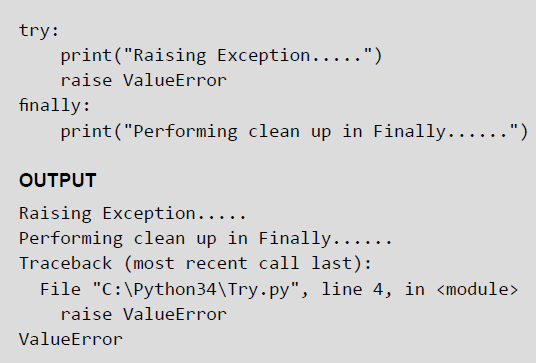 try:
    print("Raising Exception.....")
    raise ValueError
finally:
    print("Performing clean up in Finally......")
OUTPUT
Raising Exception.....
Performing clean up in Finally......
Traceback (most recent call last):
  File "C:\Python34\Try.py", line 4, in <module>
    raise ValueError
ValueError